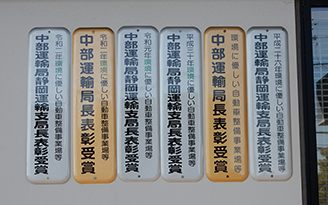 平成二十六年環境に優しい自動車整備事業場等
中部運輸局静岡運輸支局長表彰受賞
環境に優しい自動車整備事業場等
中部運輸局長表彰受賞
平成三十年環境に優しい自動車整備事業場等
中部運輸局静岡運輸支局長表彰受賞
令和元年環境に優しい自動車整備事業場等
中部運輸局静岡運輸支局長表彰受賞
令和二年環境に優しい自動車整備事業場等
中部運輸局長表彰受賞
令和二年環境に優しい自動車整備事業場等
中部運輸局静岡運輸支局長表彰受賞